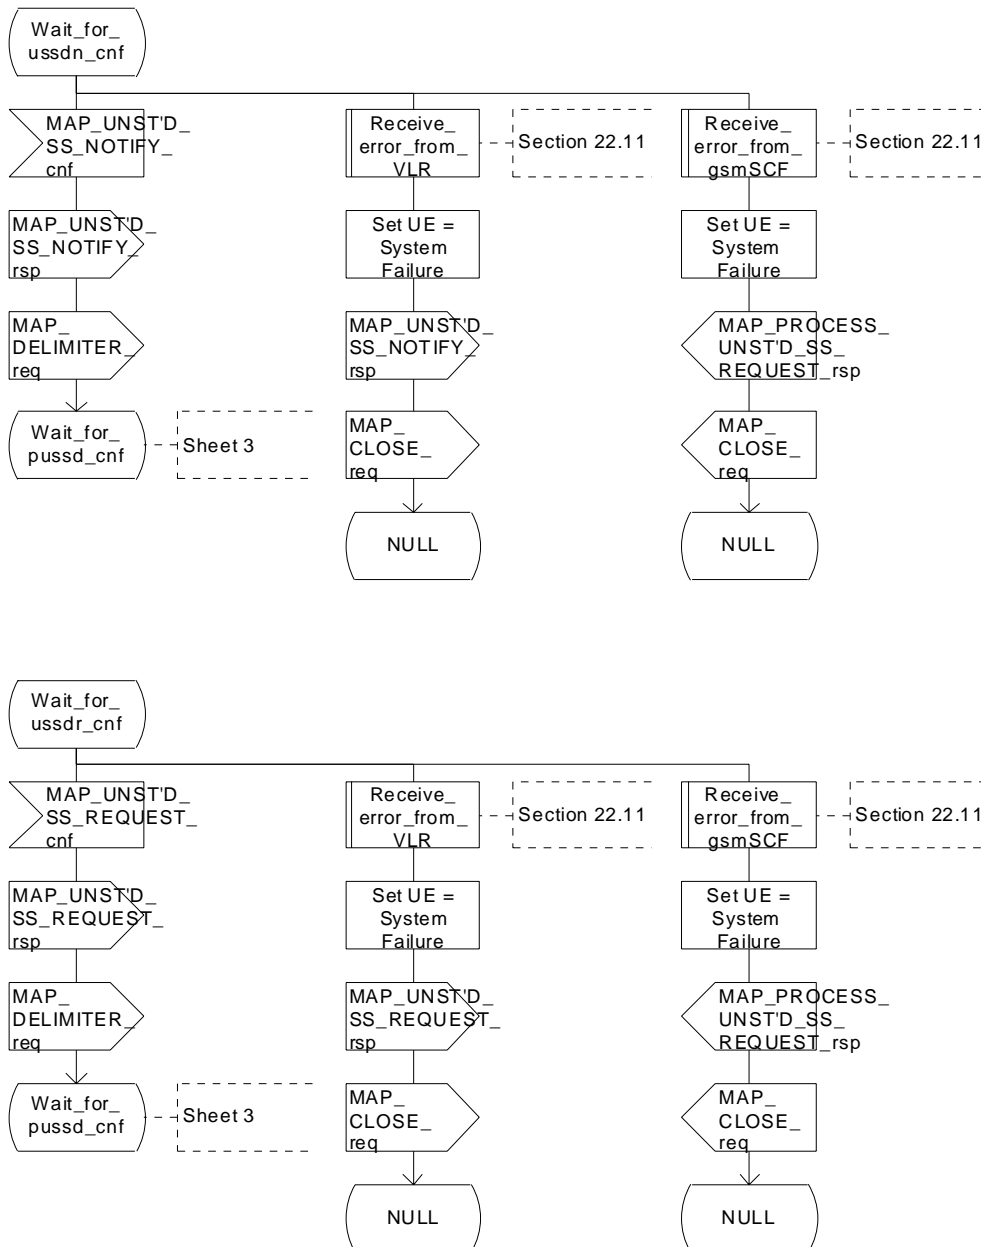 Wait_for_
ussdn_cnf
MAP_UNST'D_
SS_NOTIFY_
cnf
Receive_
error_from_
VLR
Section 22.11
Receive_
error_from_
gsmSCF
Section 22.11
MAP_UNST'D_
SS_NOTIFY_
rsp
Set UE =
System
Failure
Set UE =
System
Failure
MAP_
DELIMITER_
req
MAP_UNST'D_
SS_NOTIFY_
rsp
MAP_PROCESS_
UNST'D_SS_
REQUEST_rsp
Wait_for_
pussd_cnf
Sheet 3
MAP_
CLOSE_
req
MAP_
CLOSE_
req
NULL
NULL
Wait_for_
ussdr_cnf
MAP_UNST'D_
SS_REQUEST_
cnf
Receive_
error_from_
VLR
Section 22.11
Receive_
error_from_
gsmSCF
Section 22.11
MAP_UNST'D_
SS_REQUEST_
rsp
Set UE =
System
Failure
Set UE =
System
Failure
MAP_
DELIMITER_
req
MAP_UNST'D_
SS_REQUEST_
rsp
MAP_PROCESS_
UNST'D_SS_
REQUEST_rsp
Wait_for_
pussd_cnf
Sheet 3
MAP_
CLOSE_
req
MAP_
CLOSE_
req
NULL
NULL